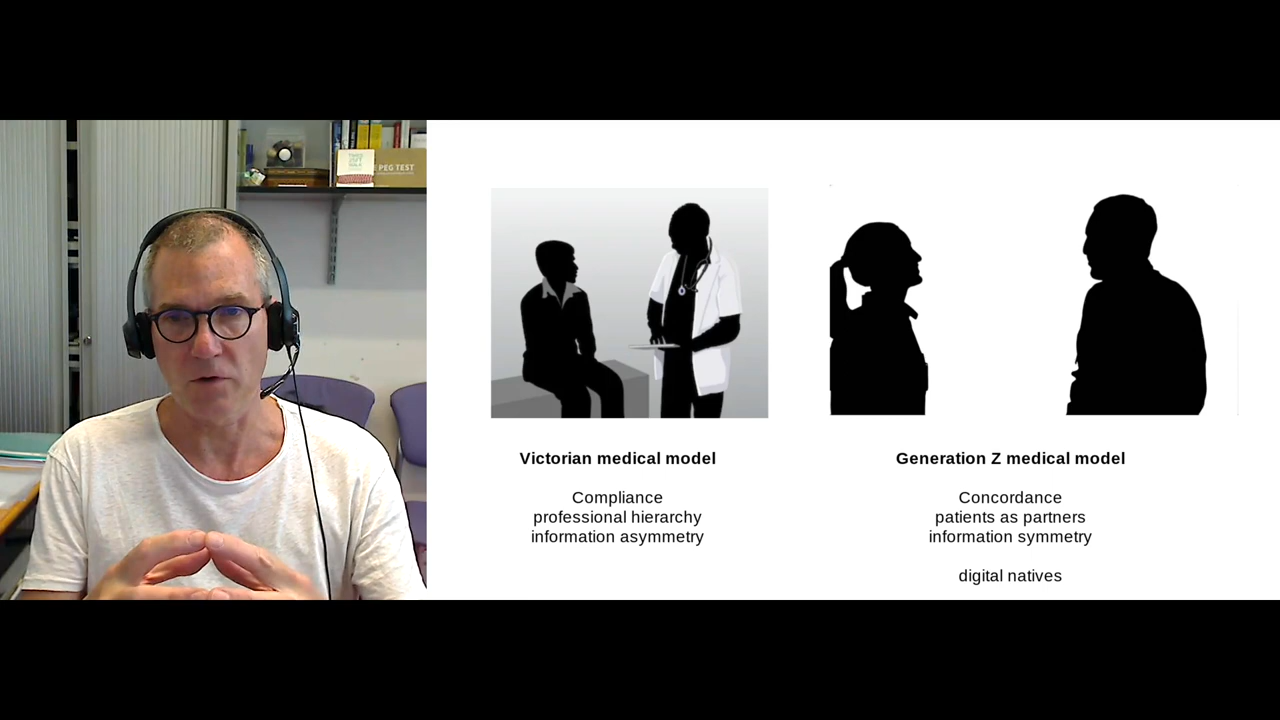 PEG TEST
Victorian medical model
Compliance
professional hierarchy
information asymmetry
Generation Z medical model
Concordance
patients as partners
information symmetry
digital natives